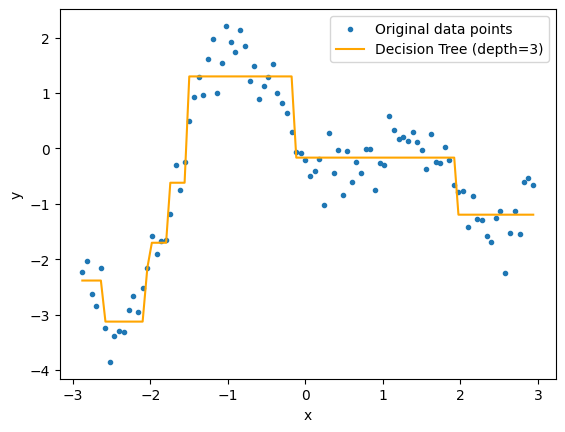 Original data points
Decision Tree (depth=3)
2
1
0
−1
−2
−3
−4
y
−3 −2 −1 0 1 2 3
x